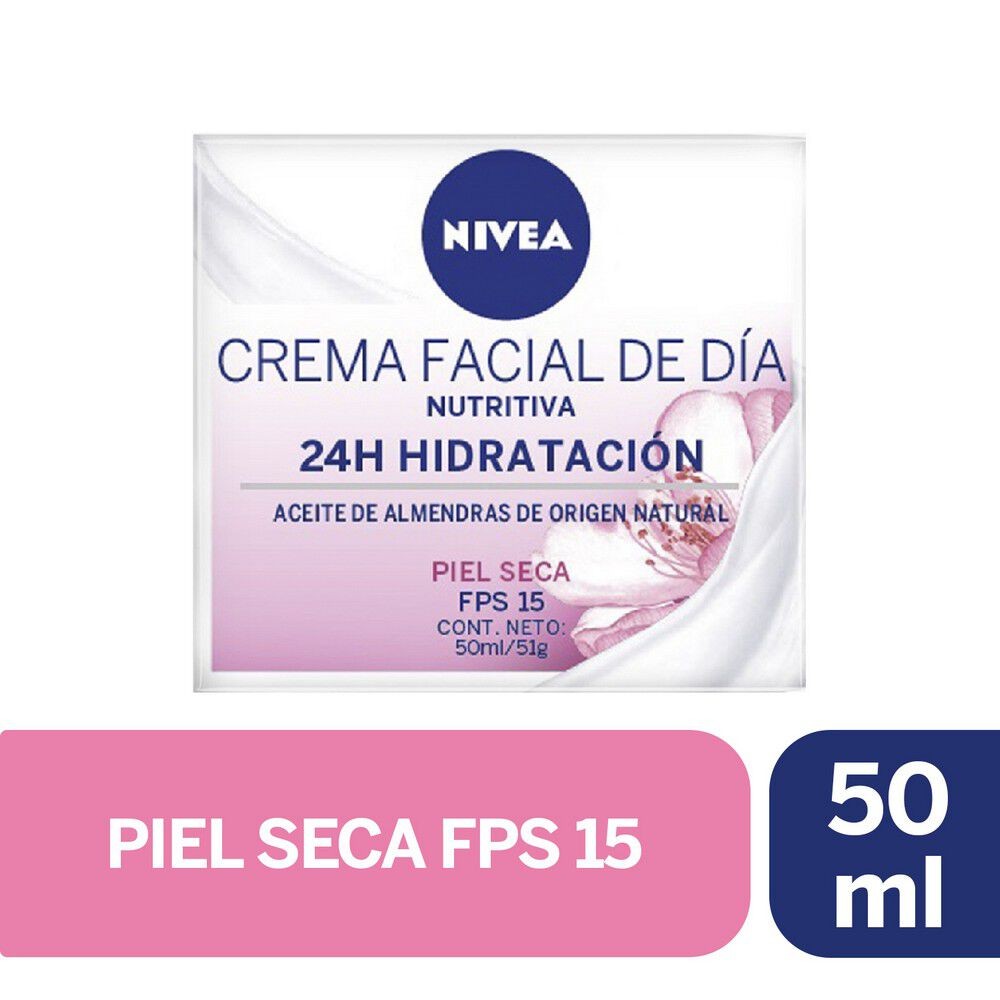 NIVEA
CREMA FACIAL DE DÍA
NUTRITIVA
24H HIDRATACIÓN
ACEITE DE ALMENDRAS DE ORIGEN NATURAL
PIEL SECA
FPS 15
CONT. NETO:
50ml/51g
PIEL SECA FPS 15
50
ml